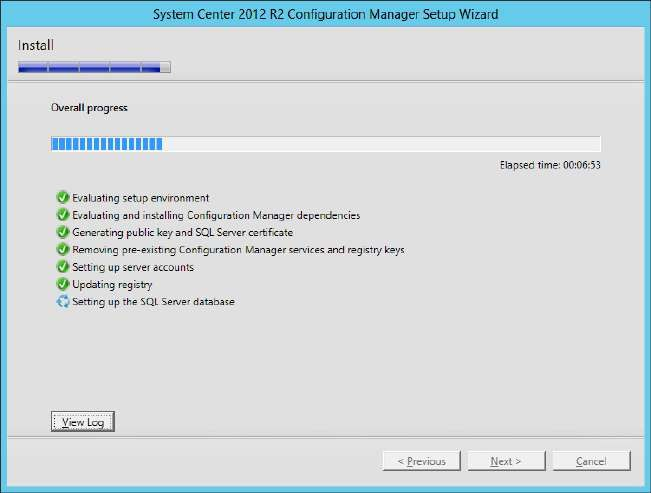 System Center 2012 R2 Configuration Manager Setup Wizard
Install
Overall progress
Elapsed time: 00:06:53
Evaluating setup environment
Evaluating and installing Configuration Manager dependencies
Generating public key and SQL Server certificate
Removing pre-existing Configuration Manager services and registry keys
Setting up server accounts
Updating registry
Setting up the SQL Server database
View Log
< Previous
Next >
Cancel